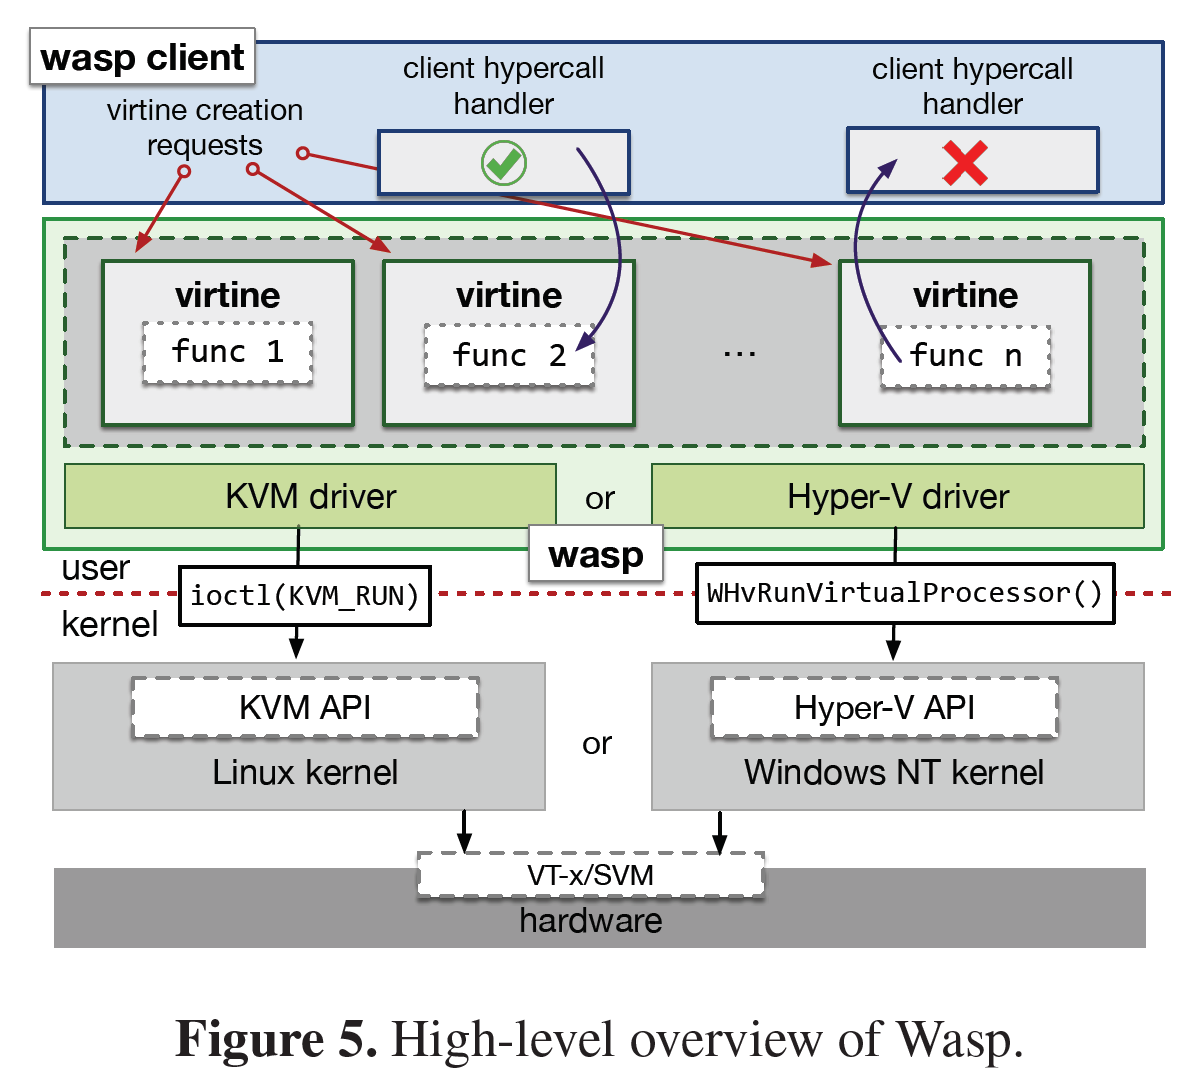 wasp client
virtine creation
requests
client hypercall
handler
client hypercall
handler
virtine
func 1
virtine
func 2
...
virtine
func n
KVM driver
or
Hyper-V driver
wasp
user
kernel
ioctl(KVM_RUN)
WHvRunVirtualProcessor()
KVM API
Linux kernel
or
Hyper-V API
Windows NT kernel
VT-x/SVM
hardware
Figure 5. High-level overview of Wasp.